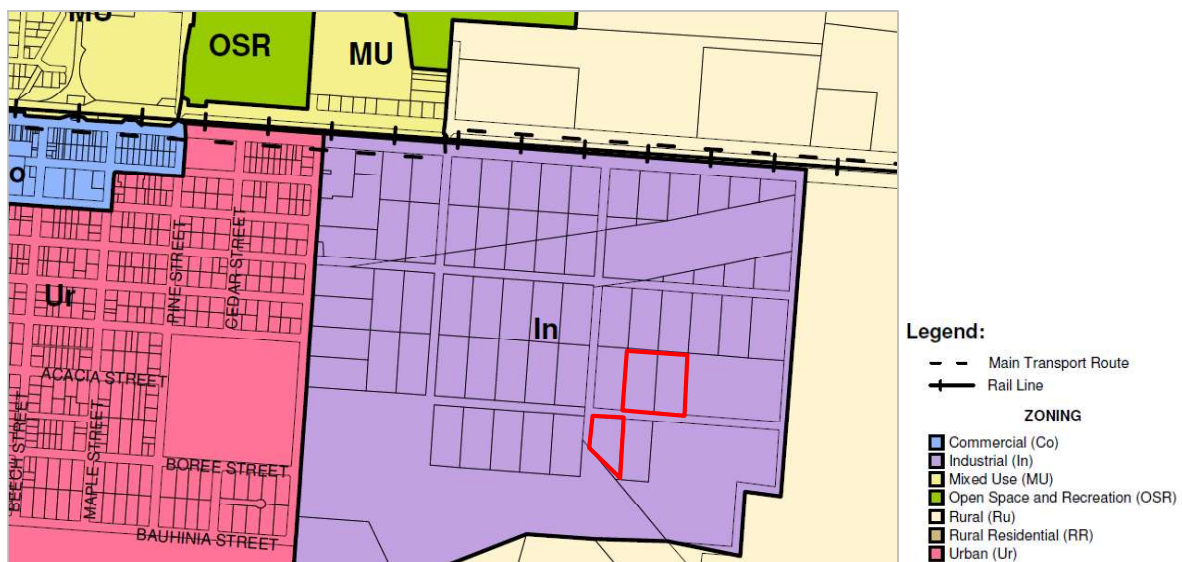 MU
OSR
MU
o
PINE STREET
CEDAR STREET
Ur
In
ACACIA STREET
BEECH STREET
MAPLE STREET
BOREE STREET
BAUHINIA STREET
Legend:
Main Transport Route
Rail Line
ZONING
Commercial (Co)
Industrial (In)
Mixed Use (MU)
Open Space and Recreation (OSR)
Rural (Ru)
Rural Residential (RR)
Urban (Ur)